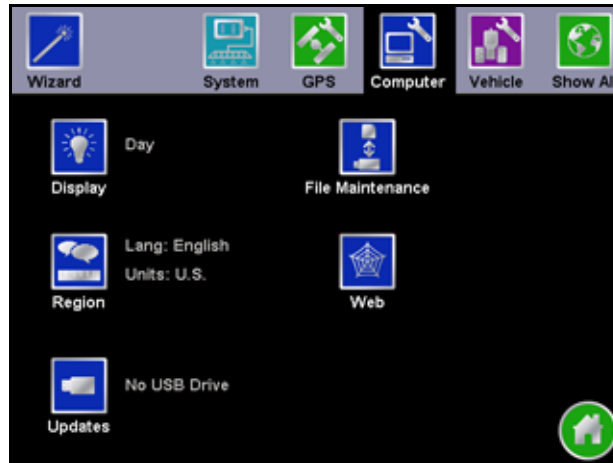 Wizard
System
GPS
Computer
Vehicle
Show Al
Display
Day
File Maintenance
Region
Lang: English
Units: U.S.
Web
Updates
No USB Drive